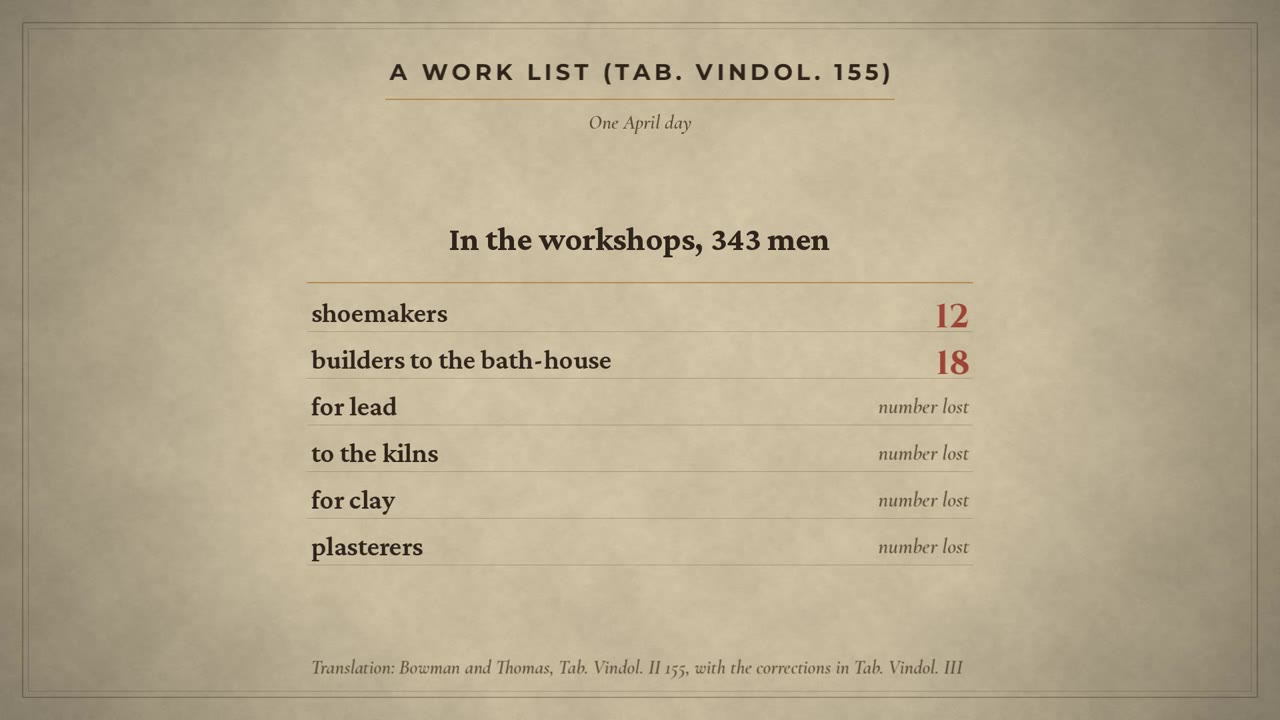 A WORK LIST (TAB. VINDOL. 155)
One April day
In the workshops, 343 men
shoemakers 12
builders to the bath-house 18
for lead number lost
to the kilns number lost
for clay number lost
plasterers number lost
Translation: Bowman and Thomas, Tab. Vindol. II 155, with the corrections in Tab. Vindol. III